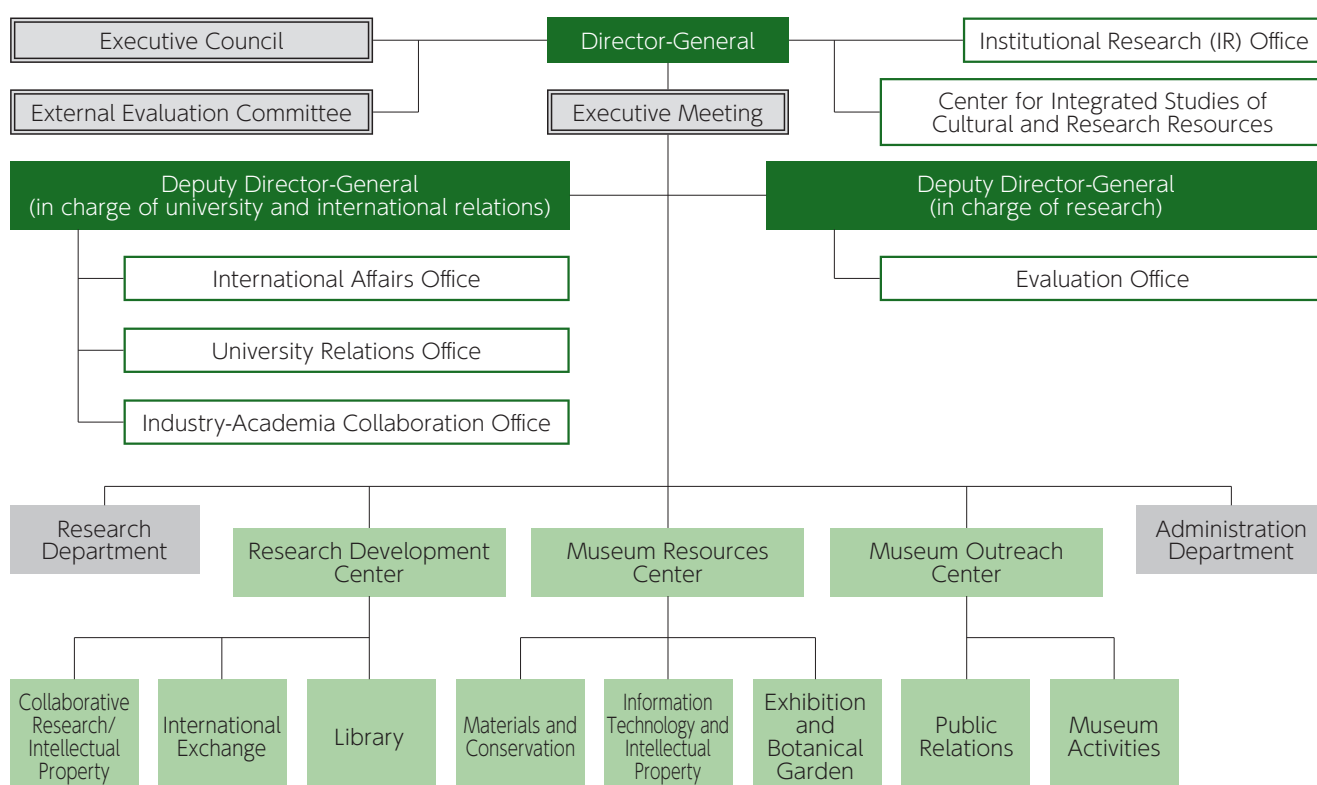 Executive Council
Director-General
Institutional Research (IR) Office
External Evaluation Committee
Executive Meeting
Center for Integrated Studies of
Cultural and Research Resources
Deputy Director-General
(in charge of university and international relations)
Deputy Director-General
(in charge of research)
International Affairs Office
Evaluation Office
University Relations Office
Industry-Academia Collaboration Office
Research
Department
Research Development
Center
Museum Resources
Center
Museum Outreach
Center
Administration
Department
Collaborative
Research/
Intellectual
Property
International
Exchange
Library
Materials and
Conservation
Information
Technology and
Intellectual
Property
Exhibition
and
Botanical
Garden
Public
Relations
Museum
Activities